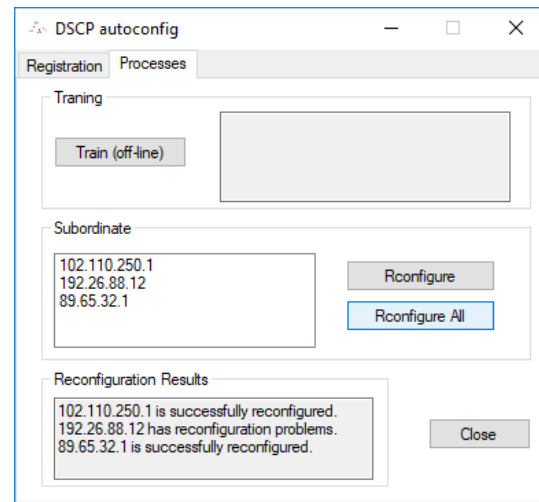 DSCP autoconfig
Registration Processes
Traning
Train (off-line)
Subordinate
102.110.250.1
192.26.88.12
89.65.32.1
Rconfigure
Rconfigure All
Reconfiguration Results
102.110.250.1 is successfully reconfigured.
192.26.88.12 has reconfiguration problems.
89.65.32.1 is successfully reconfigured.
Close